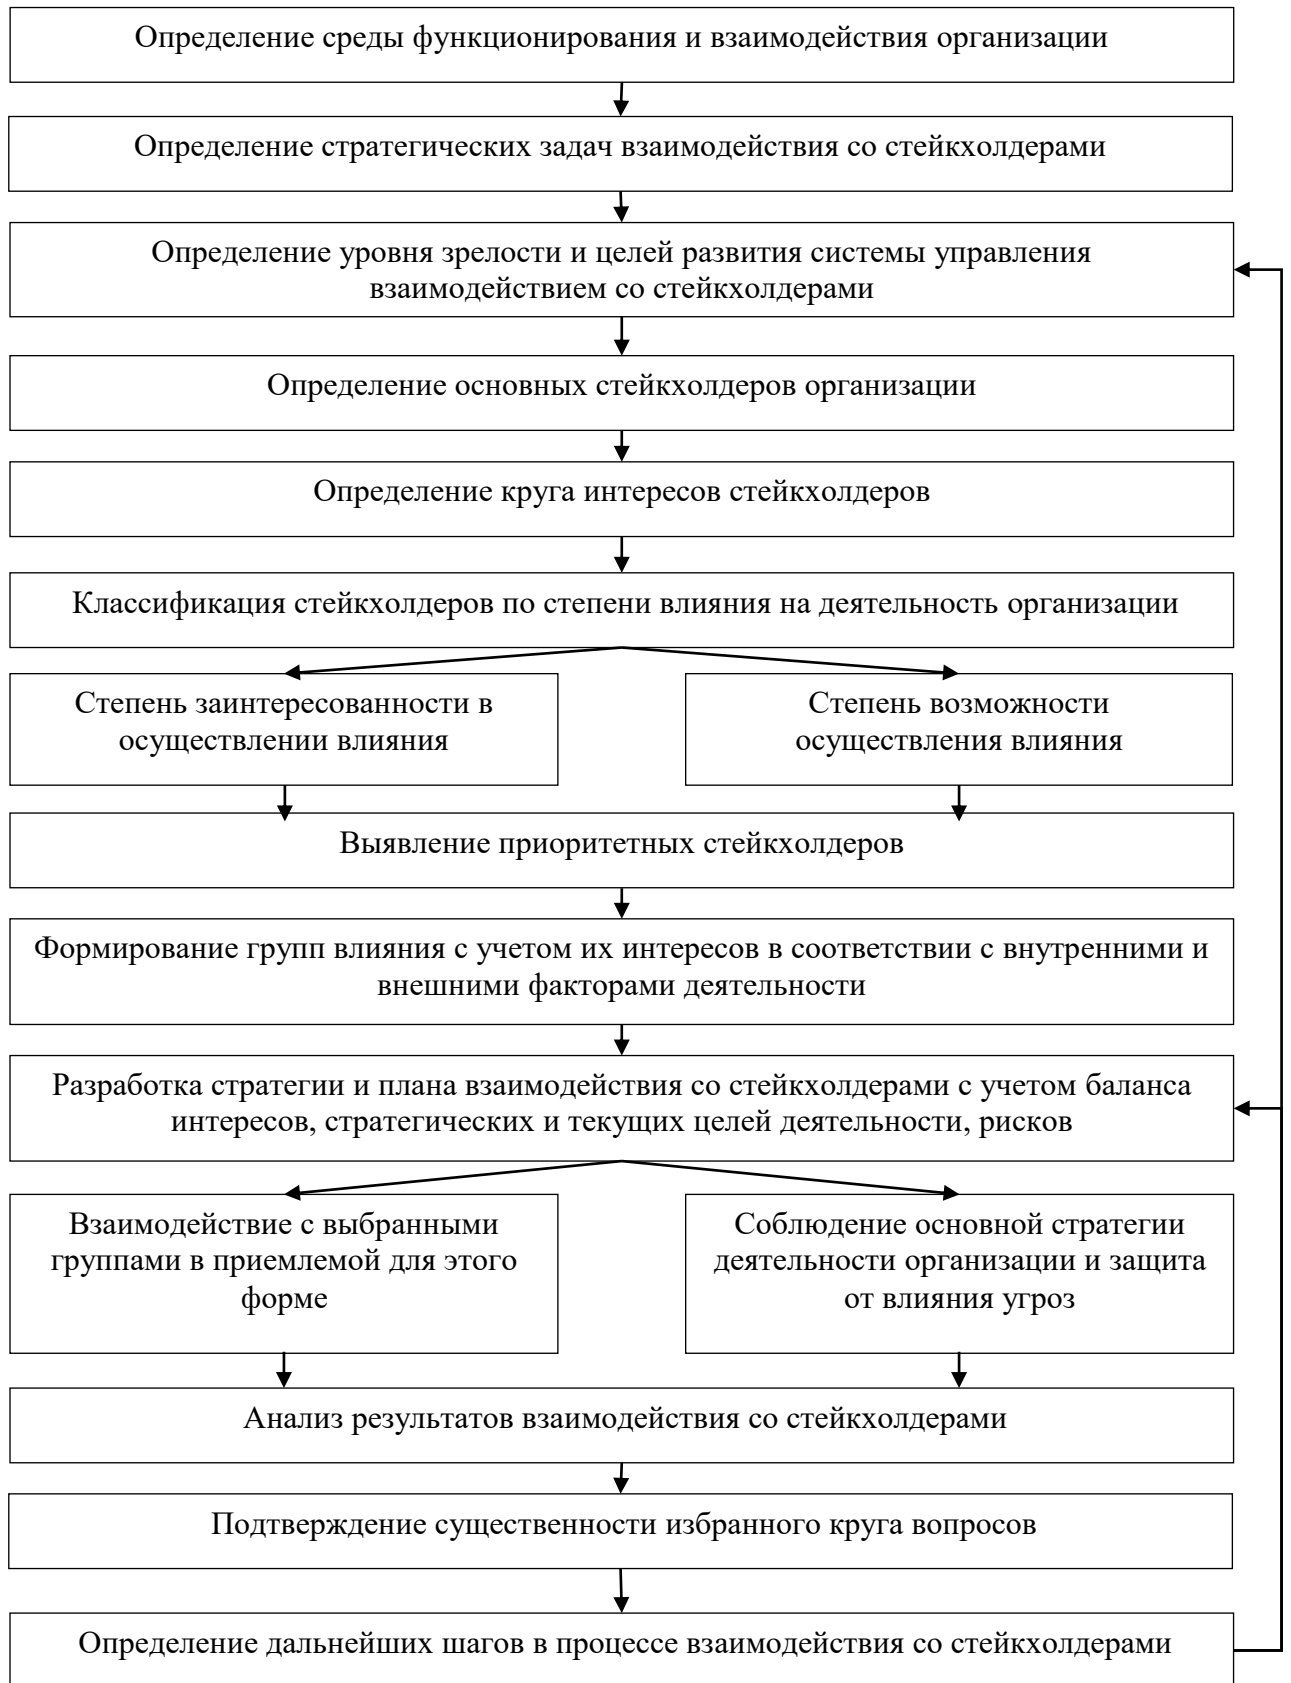 Определение среды функционирования и взаимодействия организации
Определение стратегических задач взаимодействия со стейкхолдерами
Определение уровня зрелости и целей развития системы управления
взаимодействием со стейкхолдерами
Определение основных стейкхолдеров организации
Определение круга интересов стейкхолдеров
Классификация стейкхолдеров по степени влияния на деятельность организации
Степень заинтересованности в
осуществлении влияния
Степень возможности
осуществления влияния
Выявление приоритетных стейкхолдеров
Формирование групп влияния с учетом их интересов в соответствии с внутренними и
внешними факторами деятельности
Разработка стратегии и плана взаимодействия со стейкхолдерами с учетом баланса
интересов, стратегических и текущих целей деятельности, рисков
Взаимодействие с выбранными
группами в приемлемой для этого
форме
Соблюдение основной стратегии
деятельности организации и защита
от влияния угроз
Анализ результатов взаимодействия со стейкхолдерами
Подтверждение существенности избранного круга вопросов
Определение дальнейших шагов в процессе взаимодействия со стейкхолдерами